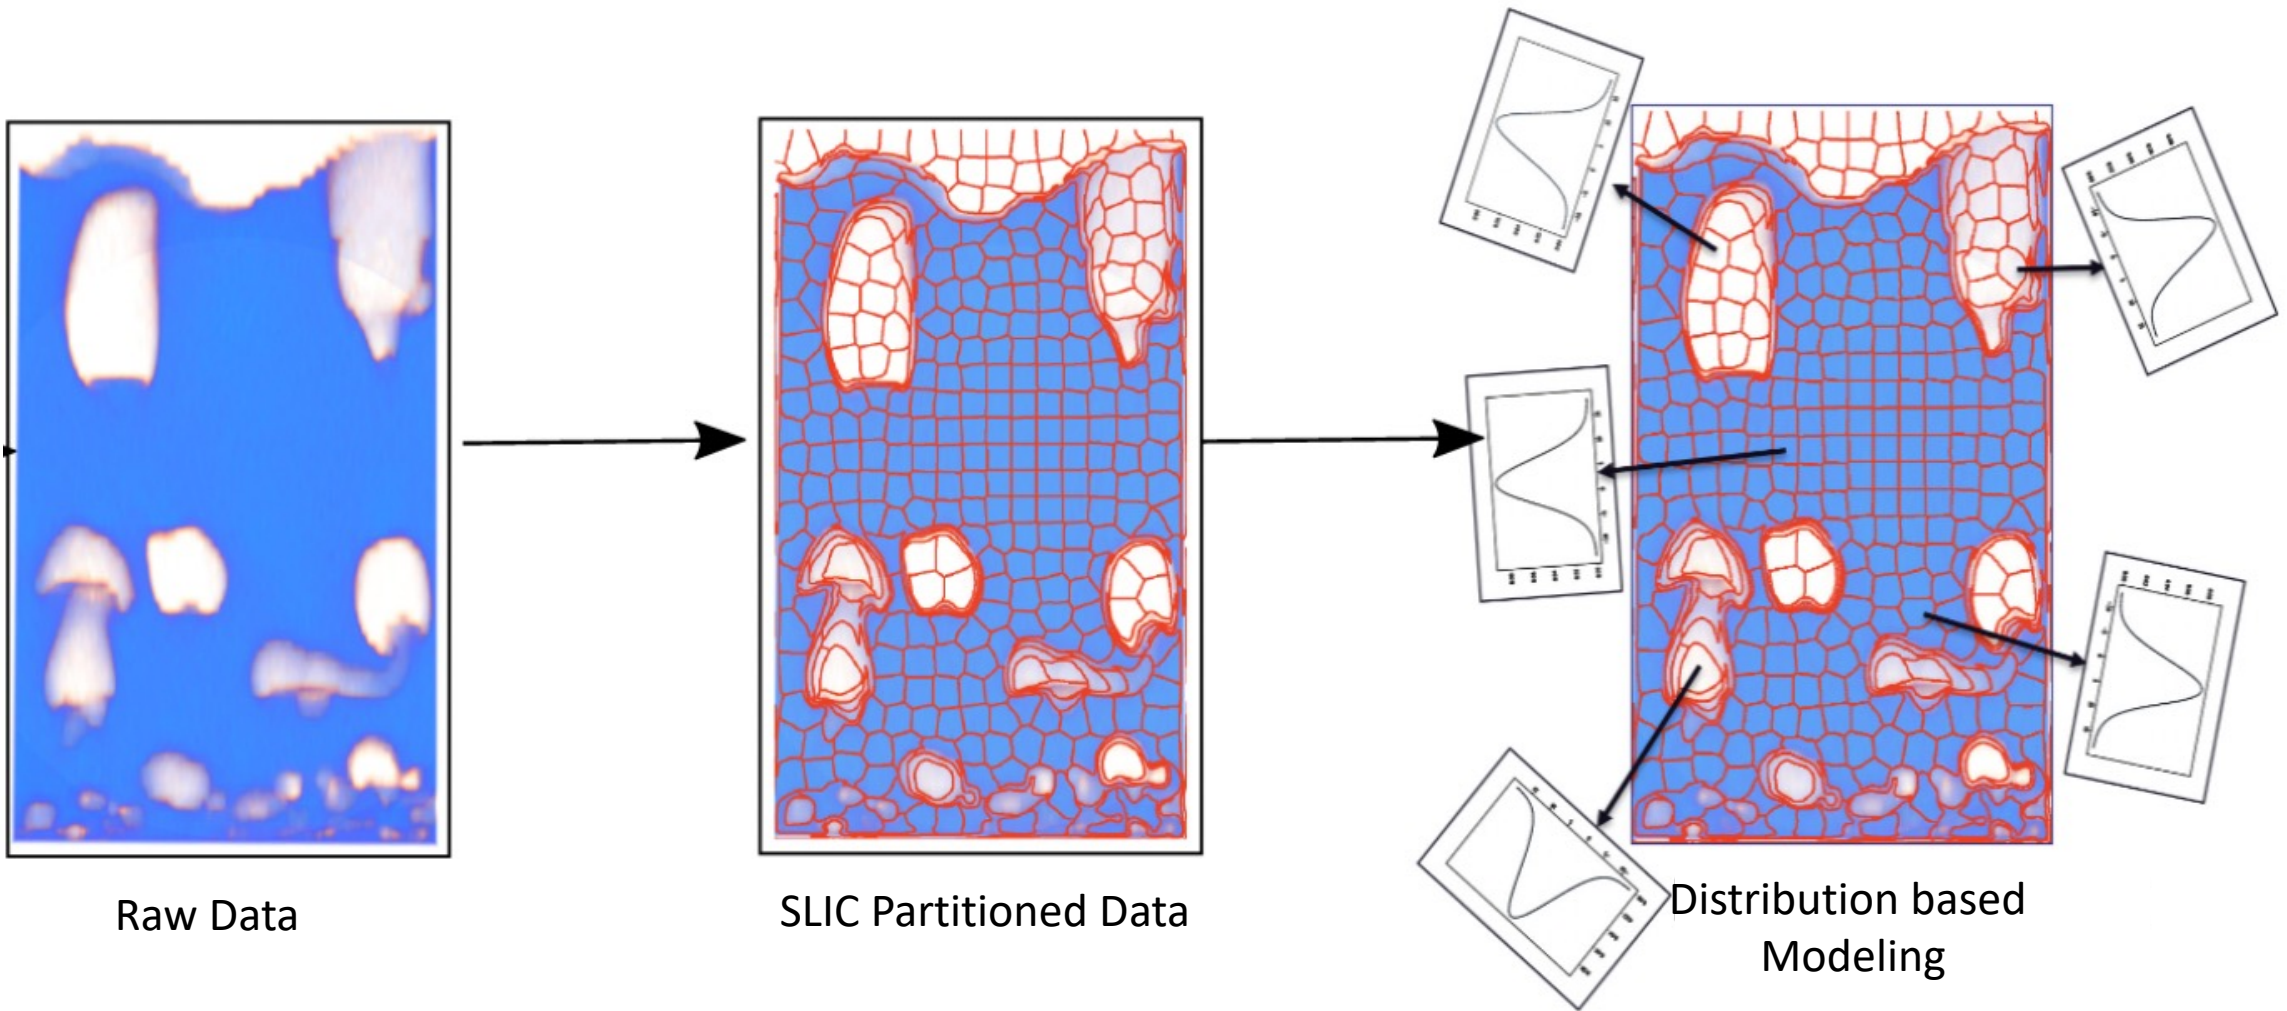 Raw Data
SLIC Partitioned Data
Distribution based
Modeling